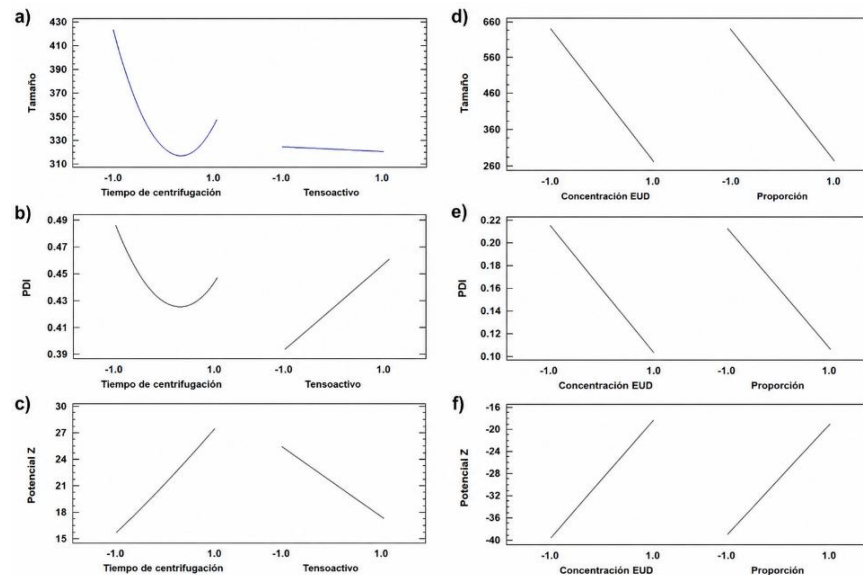 a)
430
410
390
370
350
330
310
Tamaño
-1.0 1.0 -1.0 1.0
Tiempo de centrifugación Tensoactivo
b)
0.49
0.47
0.45
0.43
0.41
0.39
PDI
-1.0 1.0 -1.0 1.0
Tiempo de centrifugación Tensoactivo
c)
30
27
24
21
18
15
Potencial Z
-1.0 1.0 -1.0 1.0
Tiempo de centrifugación Tensoactivo
d)
660
560
460
360
260
Tamaño
-1.0 1.0 -1.0 1.0
Concentración EUD Proporción
e)
0.22
0.20
0.18
0.16
0.14
0.12
0.10
PDI
-1.0 1.0 -1.0 1.0
Concentración EUD Proporción
f)
-16
-20
-24
-28
-32
-36
-40
Potencial Z
-1.0 1.0 -1.0 1.0
Concentración EUD Proporción